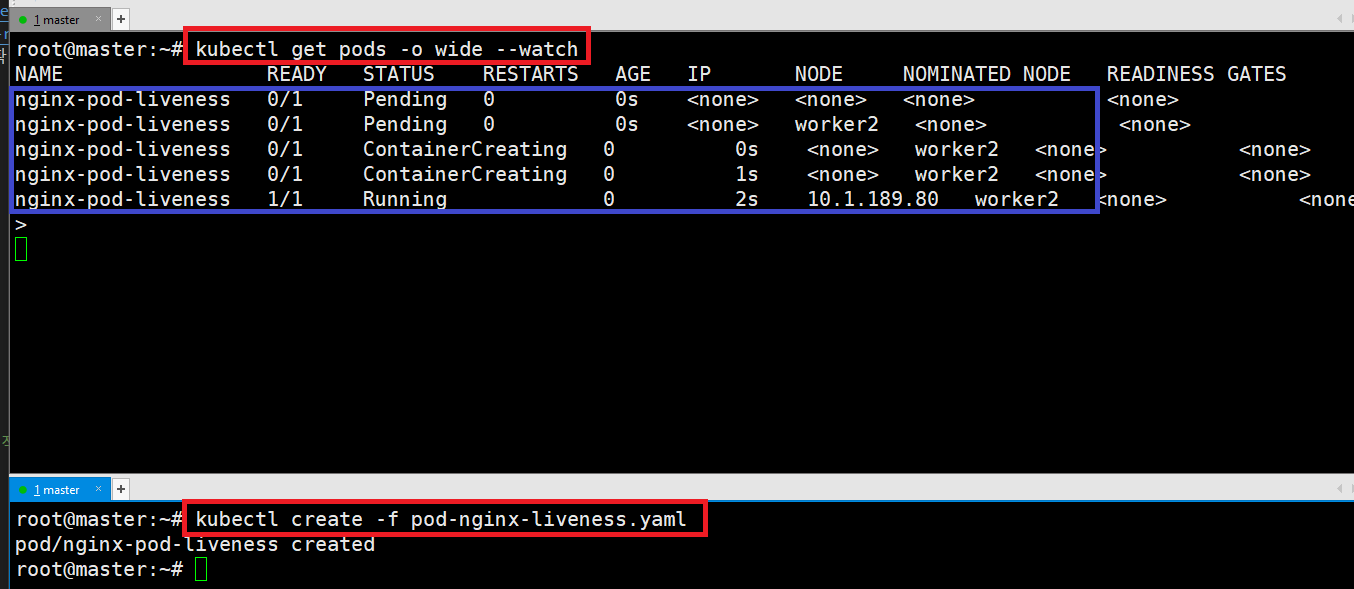 1 master × +
root@master:~# kubectl get pods -o wide --watch
NAME READY STATUS RESTARTS AGE IP NODE NOMINATED NODE READINESS GATES
nginx-pod-liveness 0/1 Pending 0 0s <none> <none> <none> <none>
nginx-pod-liveness 0/1 Pending 0 0s <none> worker2 <none> <none>
nginx-pod-liveness 0/1 ContainerCreating 0 0s <none> worker2 <none> <none>
nginx-pod-liveness 0/1 ContainerCreating 0 1s <none> worker2 <none> <none>
nginx-pod-liveness 1/1 Running 0 2s 10.1.189.80 worker2 <none> <none
>
1 master × +
root@master:~# kubectl create -f pod-nginx-liveness.yaml
pod/nginx-pod-liveness created
root@master:~#